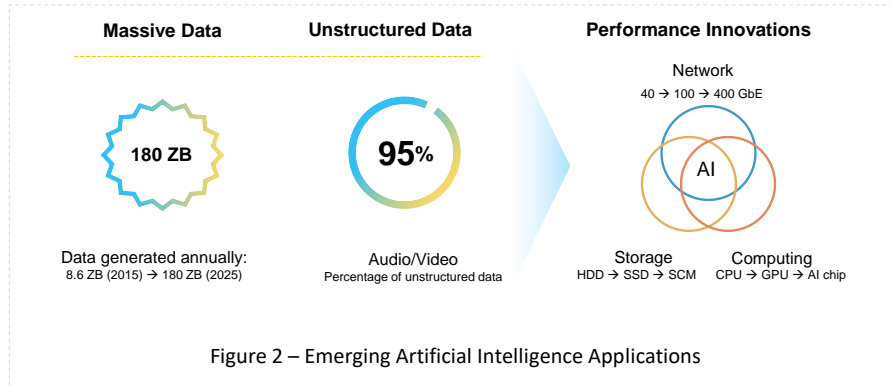 Massive Data
Unstructured Data
Performance Innovations
180 ZB
Data generated annually:
8.6 ZB (2015) → 180 ZB (2025)
95%
Audio/Video
Percentage of unstructured data
Network
40 → 100 → 400 GbE
AI
Storage
HDD → SSD → SCM
Computing
CPU → GPU → AI chip
Figure 2 – Emerging Artificial Intelligence Applications